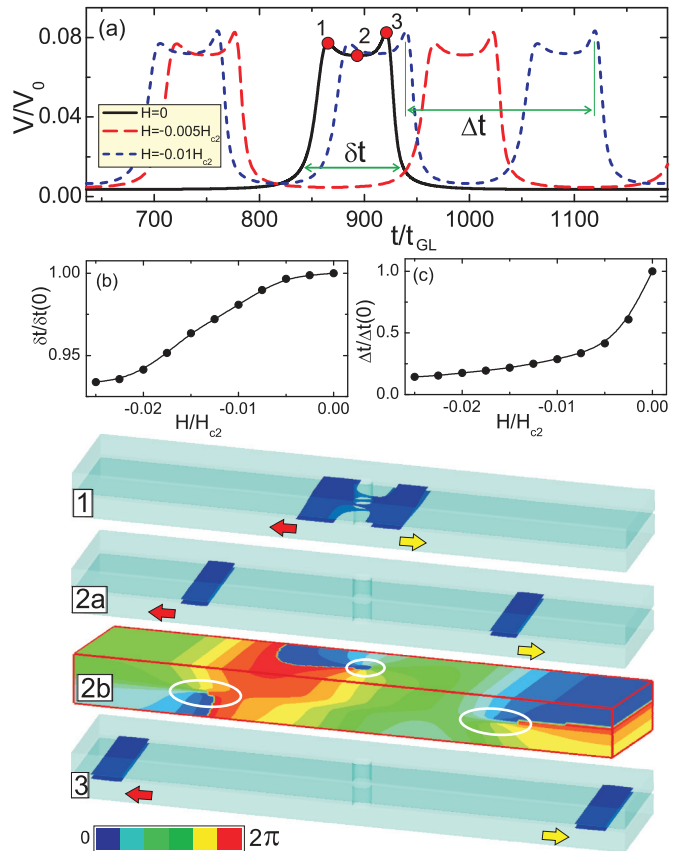 (a)
1
2
3
0.08
0.04
0.00
V/V0
H=0
H=-0.005Hc2
H=-0.01Hc2
δt
Δt
700
800
900
1000
1100
t/tGL
(b)
1.00
0.95
δt/δt(0)
-0.02
-0.01
0.00
H/Hc2
(c)
1.0
0.5
0.0
Δt/Δt(0)
-0.02
-0.01
0.00
H/Hc2
1
2a
2b
3
0
2π